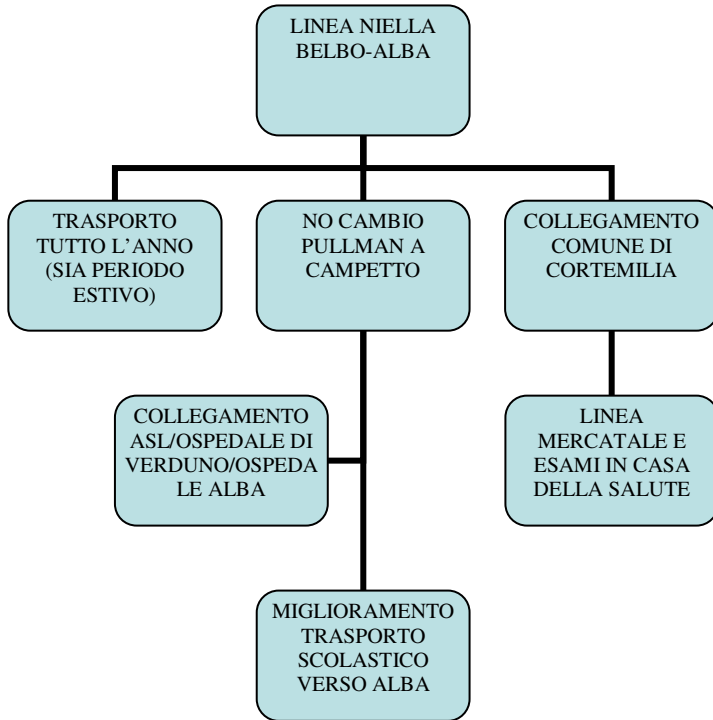 LINEA NIELLA
BELBO-ALBA
TRASPORTO
TUTTO L'ANNO
(SIA PERIODO
ESTIVO)
NO CAMBIO
PULLMAN A
CAMPETTO
COLLEGAMENTO
COMUNE DI
CORTEMILIA
COLLEGAMENTO
ASL/OSPEDALE DI
VERDUNO/OSPEDA
LE ALBA
LINEA
MERCATALE E
ESAMI IN CASA
DELLA SALUTE
MIGLIORAMENTO
TRASPORTO
SCOLASTICO
VERSO ALBA